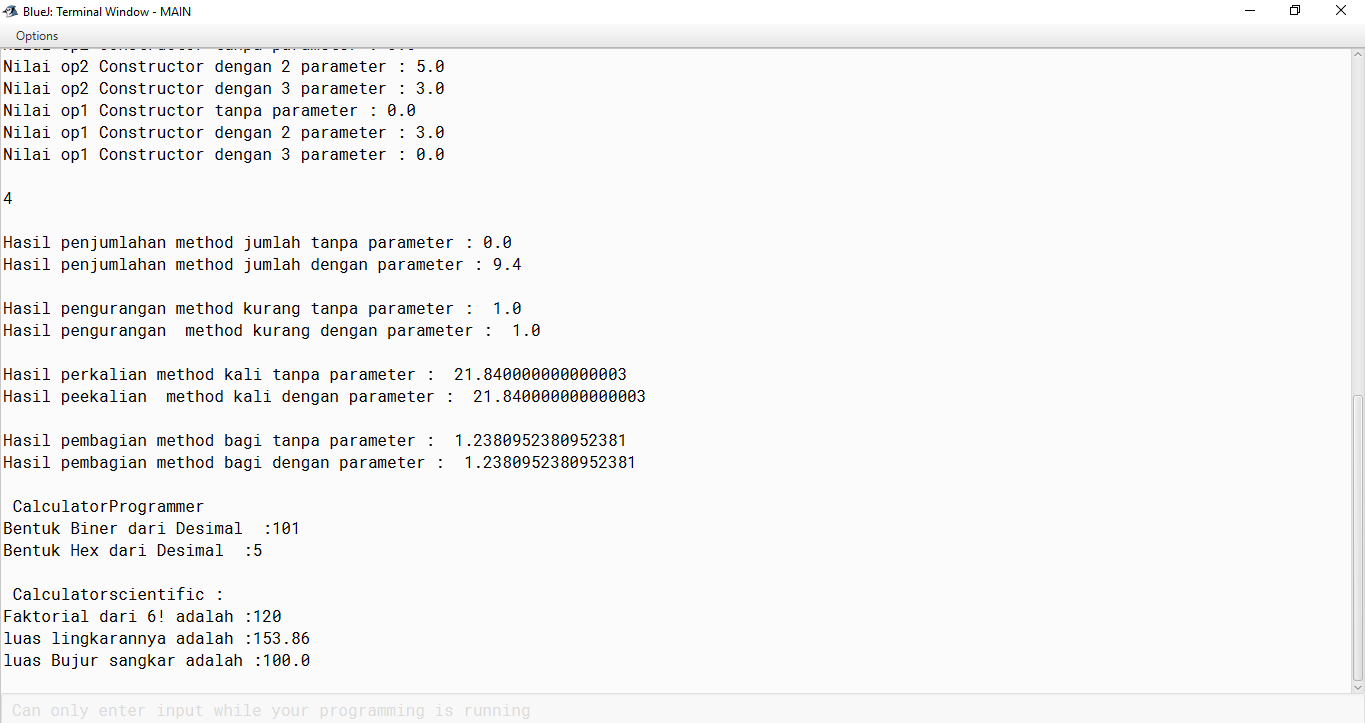 BlueJ: Terminal Window - MAIN
Options
Nilai op2 Constructor dengan 2 parameter : 5.0
Nilai op2 Constructor dengan 3 parameter : 3.0
Nilai op1 Constructor tanpa parameter : 0.0
Nilai op1 Constructor dengan 2 parameter : 3.0
Nilai op1 Constructor dengan 3 parameter : 0.0
4
Hasil penjumlahan method jumlah tanpa parameter : 0.0
Hasil penjumlahan method jumlah dengan parameter : 9.4
Hasil pengurangan method kurang tanpa parameter :  1.0
Hasil pengurangan  method kurang dengan parameter :  1.0
Hasil perkalian method kali tanpa parameter :  21.840000000000003
Hasil peekalian  method kali dengan parameter :  21.840000000000003
Hasil pembagian method bagi tanpa parameter :  1.2380952380952381
Hasil pembagian method bagi dengan parameter :  1.2380952380952381
CalculatorProgrammer
Bentuk Biner dari Desimal  :101
Bentuk Hex dari Desimal  :5
Calculatorscientific :
Faktorial dari 6! adalah :120
luas lingkarannya adalah :153.86
luas Bujur sangkar adalah :100.0
Can only enter input while your programming is running